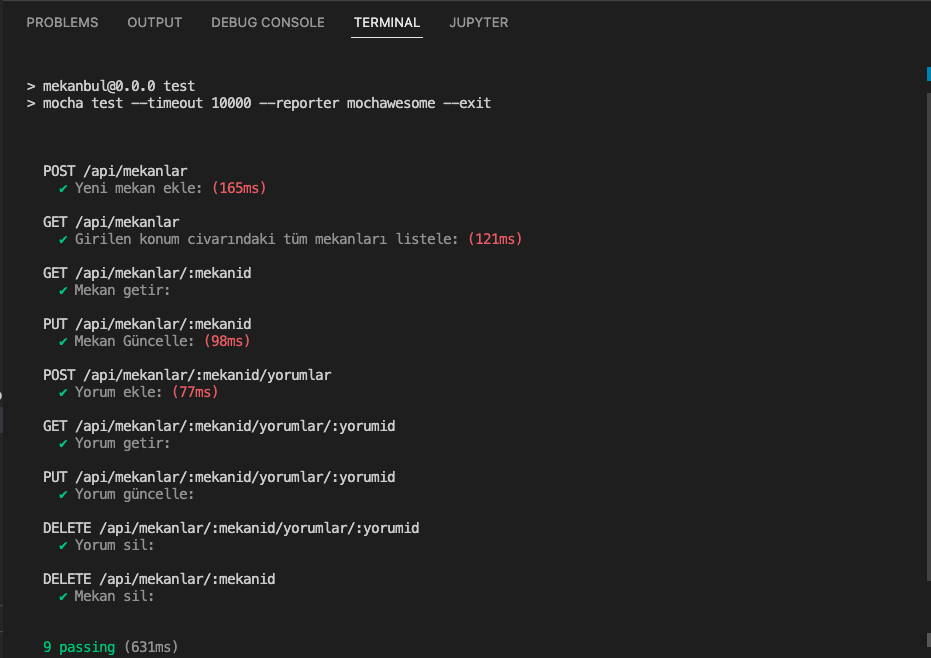 PROBLEMS OUTPUT DEBUG CONSOLE TERMINAL JUPYTER
> mekanbul@0.0.0 test
> mocha test --timeout 10000 --reporter mochawesome --exit
POST /api/mekanlar
✔ Yeni mekan ekle: (165ms)
GET /api/mekanlar
✔ Girilen konum civarındaki tüm mekanları listele: (121ms)
GET /api/mekanlar/:mekanid
✔ Mekan getir:
PUT /api/mekanlar/:mekanid
✔ Mekan Güncelle: (98ms)
POST /api/mekanlar/:mekanid/yorumlar
✔ Yorum ekle: (77ms)
GET /api/mekanlar/:mekanid/yorumlar/:yorumid
✔ Yorum getir:
PUT /api/mekanlar/:mekanid/yorumlar/:yorumid
✔ Yorum güncelle:
DELETE /api/mekanlar/:mekanid/yorumlar/:yorumid
✔ Yorum sil:
DELETE /api/mekanlar/:mekanid
✔ Mekan sil:
9 passing (631ms)